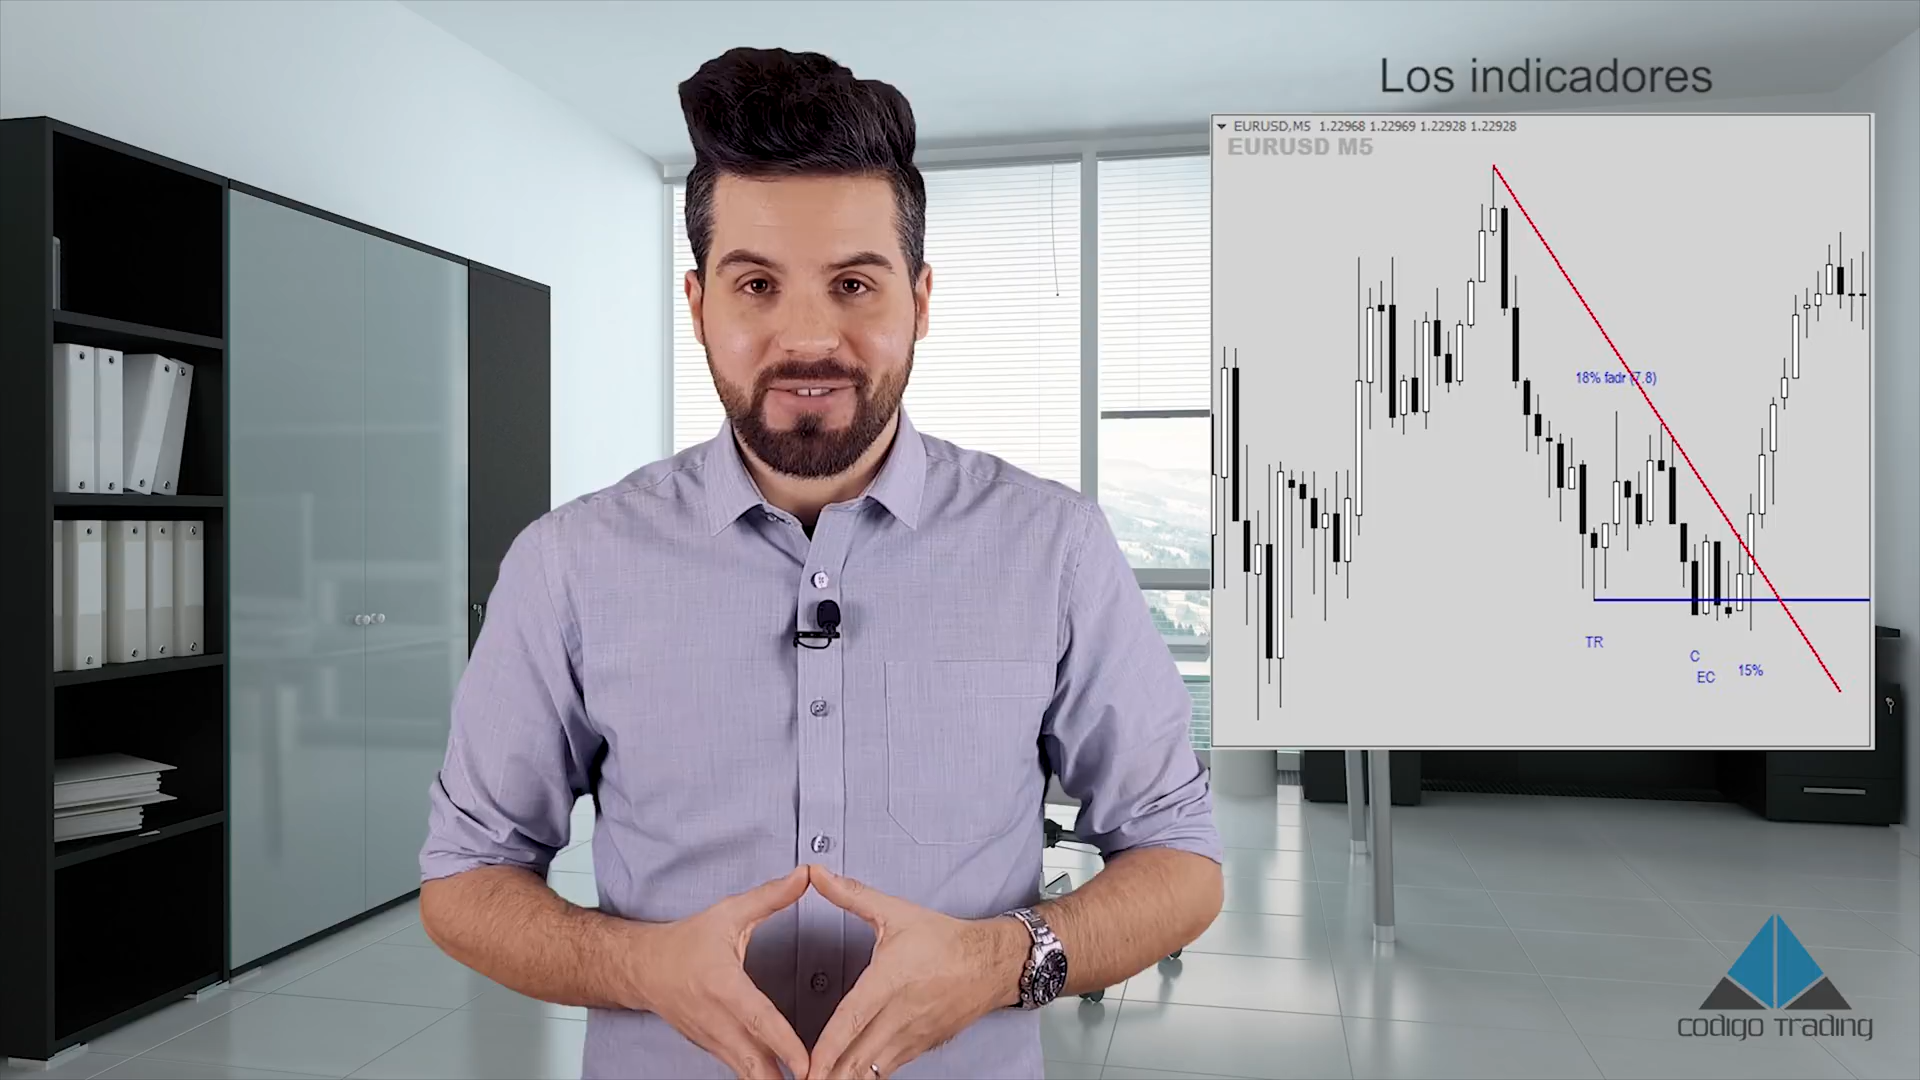 Los indicadores
EURUSD,M5 1.22968 1.22969 1.22928 1.22928
EURUSD M5
18% fadr (7.8)
TR
C
EC
15%
codigo Trading